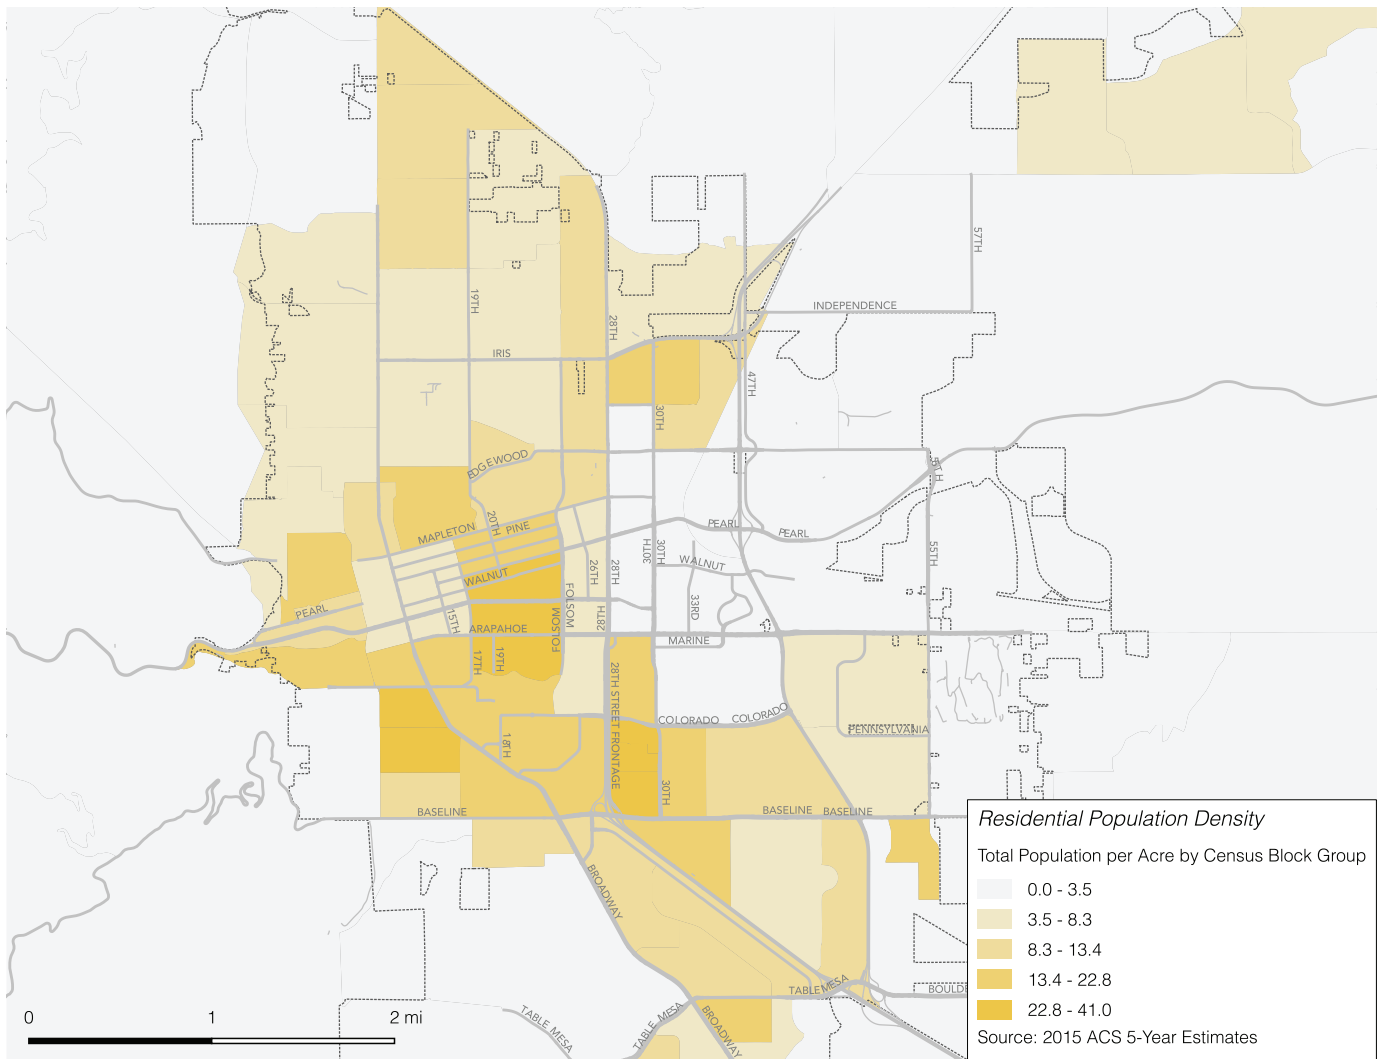 57TH
19TH
INDEPENDENCE
28TH
IRIS
47TH
30TH
EDGEWOOD
20TH
MAPLETON
PINE
PEARL
PEARL
30TH
30TH
55TH
WALNUT
26TH
28TH
WALNUT
FOLSOM
33RD
PEARL
15TH
28TH
ARAPAHOE
FOLSOM
MARINE
17TH
19TH
28TH STREET FRONTAGE
COLORADO
COLORADO
PENNSYLVANIA
18TH
30TH
BASELINE
BASELINE
BASELINE
BROADWAY
TABLE MESA
BOULDE
TABLE MESA
TABLE MESA
BROADWAY
0
1
2 mi
Residential Population Density
Total Population per Acre by Census Block Group
0.0 - 3.5
3.5 - 8.3
8.3 - 13.4
13.4 - 22.8
22.8 - 41.0
Source: 2015 ACS 5-Year Estimates